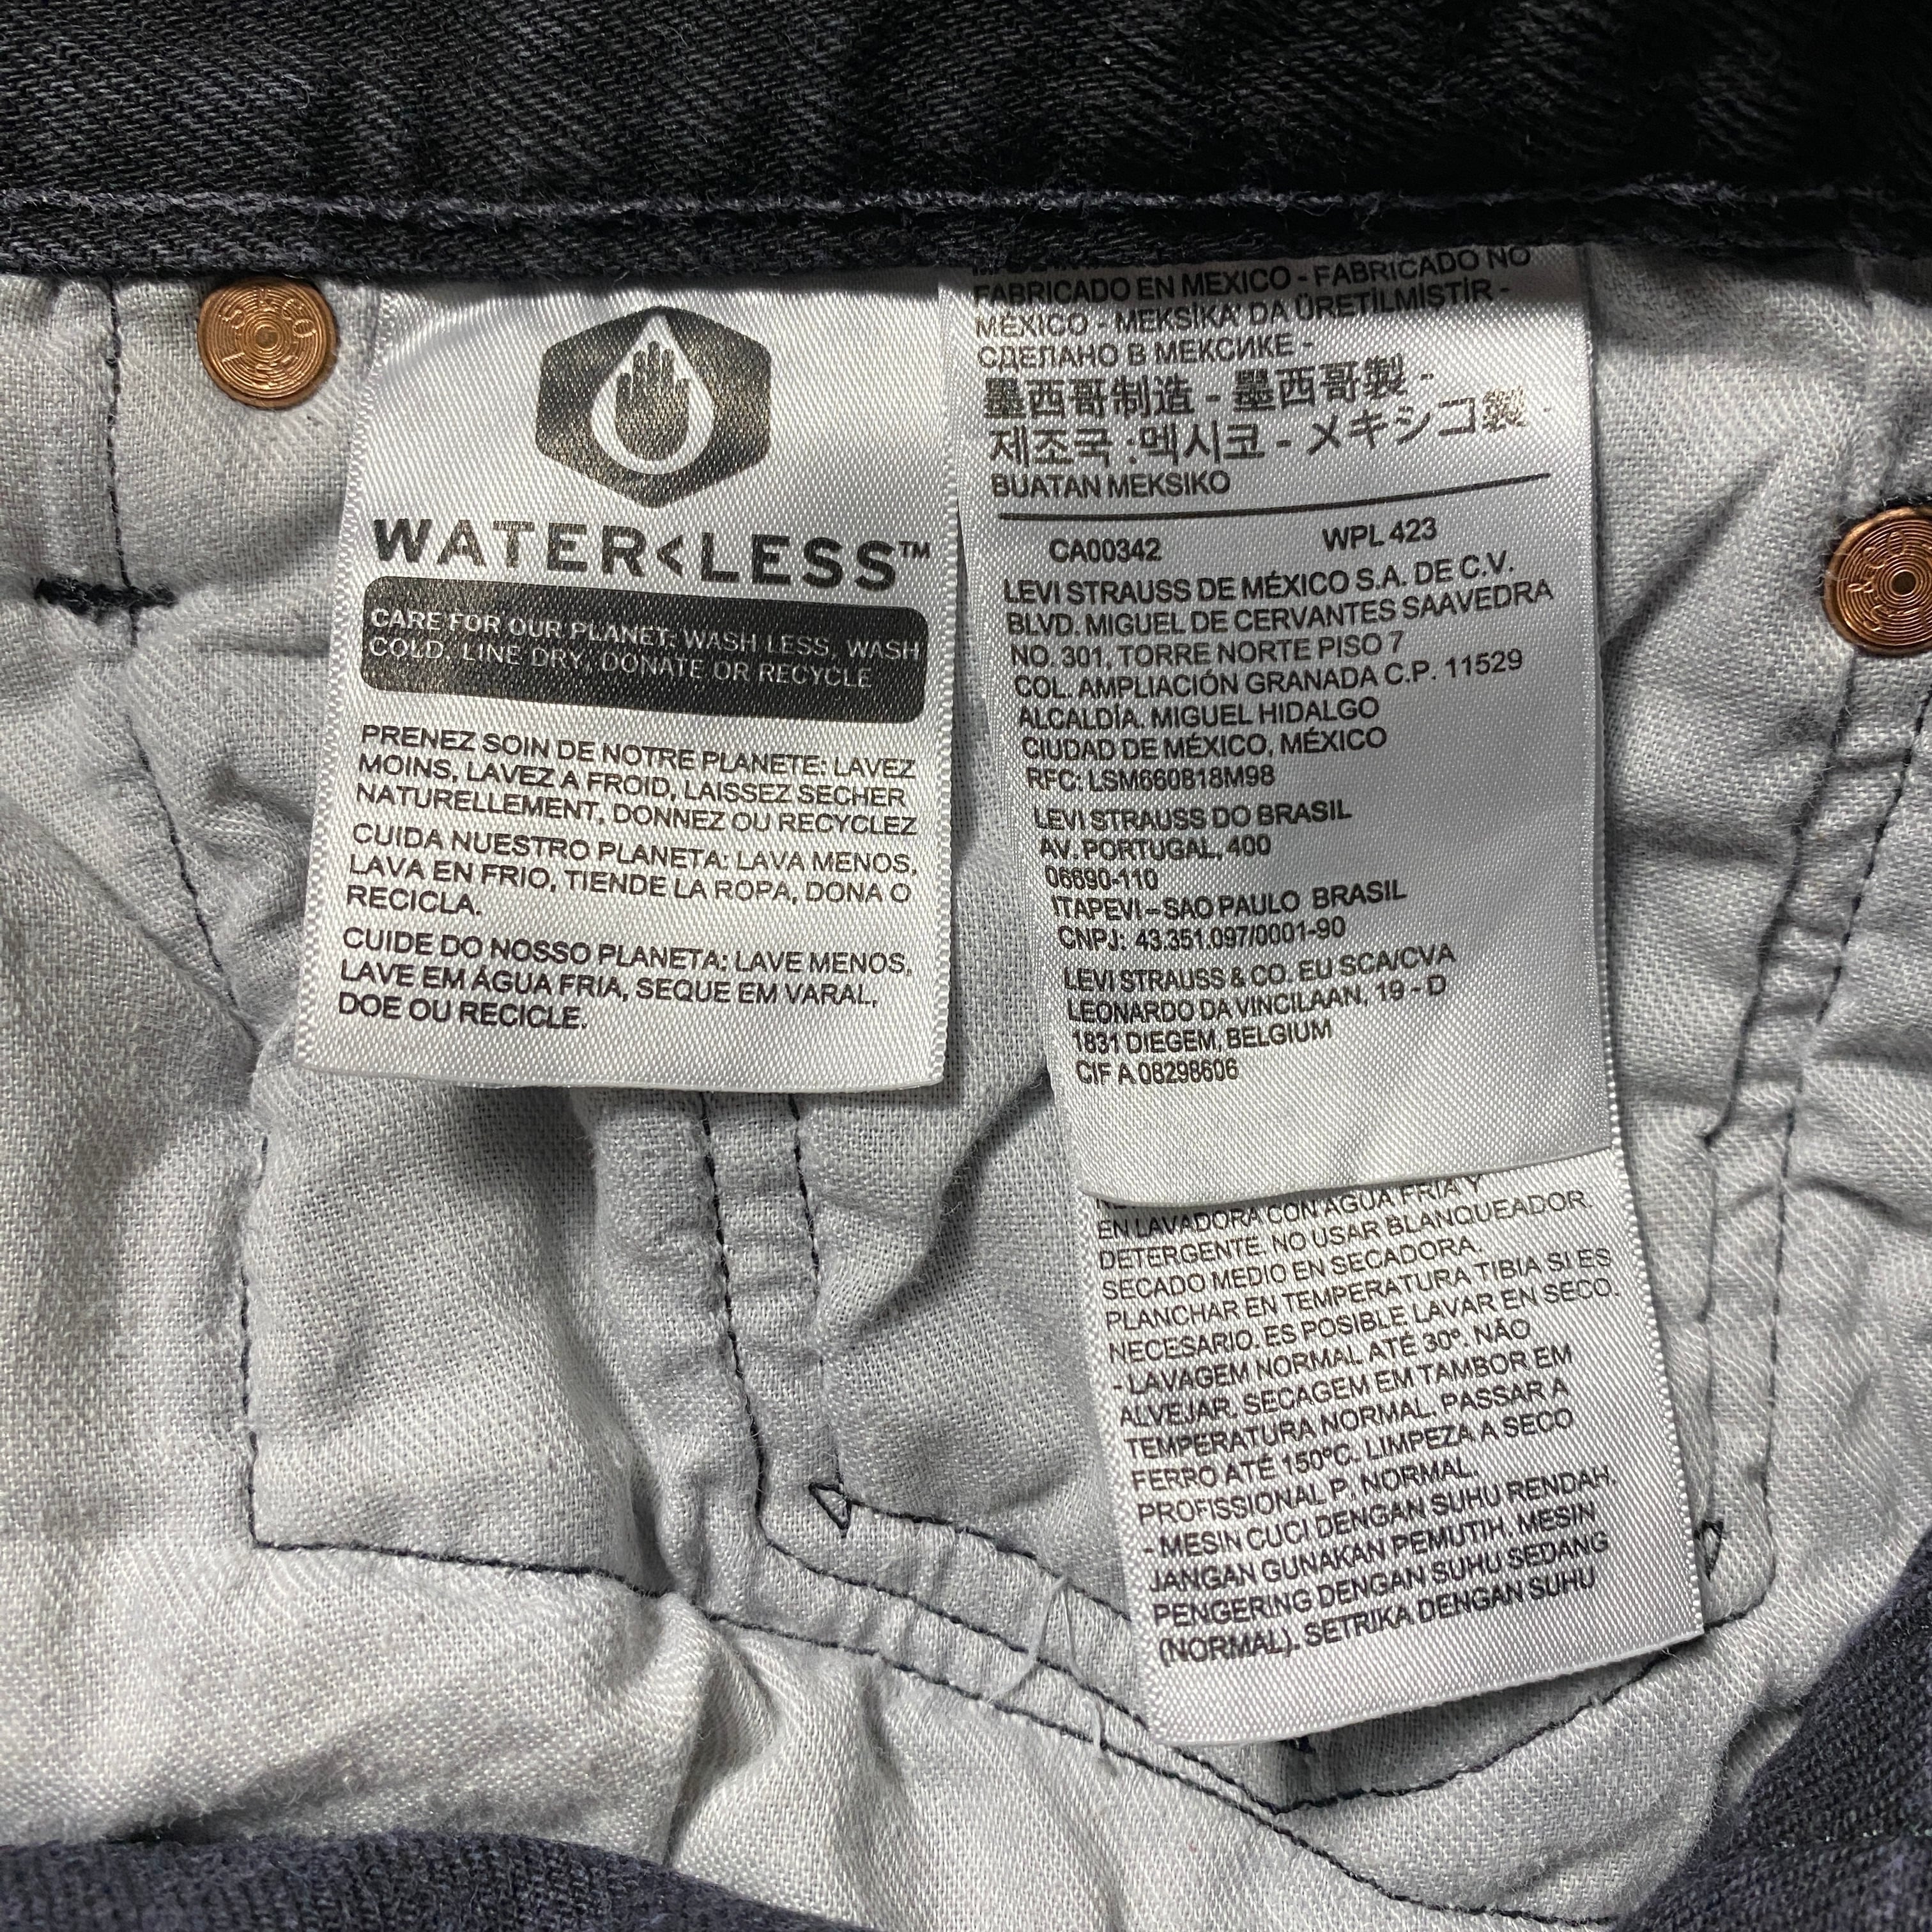 WATER<LESS™
CARE FOR OUR PLANET: WASH LESS, WASH
COLD, LINE DRY, DONATE OR RECYCLE
PRENEZ SOIN DE NOTRE PLANETE: LAVEZ
MOINS, LAVEZ A FROID, LAISSEZ SECHER
NATURELLEMENT, DONNEZ OU RECYCLEZ
CUIDA NUESTRO PLANETA: LAVA MENOS,
LAVA EN FRIO, TIENDE LA ROPA, DONA O
RECICLA.
CUIDE DO NOSSO PLANETA: LAVE MENOS,
LAVE EM ÁGUA FRIA, SEQUE EM VARAL,
DOE OU RECICLE.
FABRICADO EN MEXICO - FABRICADO NO
MÉXICO - MEKSIKA' DA ÜRETİLMİSTİR -
СДЕЛАНО В МЕКСИКЕ -
墨西哥制造 - 墨西哥製 -
제조국 :멕시코 - メキシコ製 -
BUATAN MEKSIKO
CA00342 WPL 423
LEVI STRAUSS DE MÉXICO S.A. DE C.V.
BLVD. MIGUEL DE CERVANTES SAAVEDRA
NO. 301, TORRE NORTE PISO 7
COL. AMPLIACIÓN GRANADA C.P. 11529
ALCALDÍA. MIGUEL HIDALGO
CIUDAD DE MÉXICO, MÉXICO
RFC: LSM660818M98
LEVI STRAUSS DO BRASIL
AV. PORTUGAL, 400
06690-110
ITAPEVI – SAO PAULO BRASIL
CNPJ: 43.351.097/0001-90
LEVI STRAUSS & CO. EU SCA/CVA
LEONARDO DA VINCILAAN, 19 - D
1831 DIEGEM, BELGIUM
CIF A 08298606
EN LAVADORA CON AGUA FRIA Y
DETERGENTE. NO USAR BLANQUEADOR.
SECADO MEDIO EN SECADORA.
PLANCHAR EN TEMPERATURA TIBIA SI ES
NECESARIO. ES POSIBLE LAVAR EN SECO.
- LAVAGEM NORMAL ATÉ 30º. NÃO
ALVEJAR. SECAGEM EM TAMBOR EM
TEMPERATURA NORMAL. PASSAR A
FERRO ATÉ 150ºC. LIMPEZA A SECO
PROFISSIONAL P. NORMAL.
- MESIN CUCI DENGAN SUHU RENDAH.
JANGAN GUNAKAN PEMUTIH. MESIN
PENGERING DENGAN SUHU SEDANG
(NORMAL). SETRIKA DENGAN SUHU